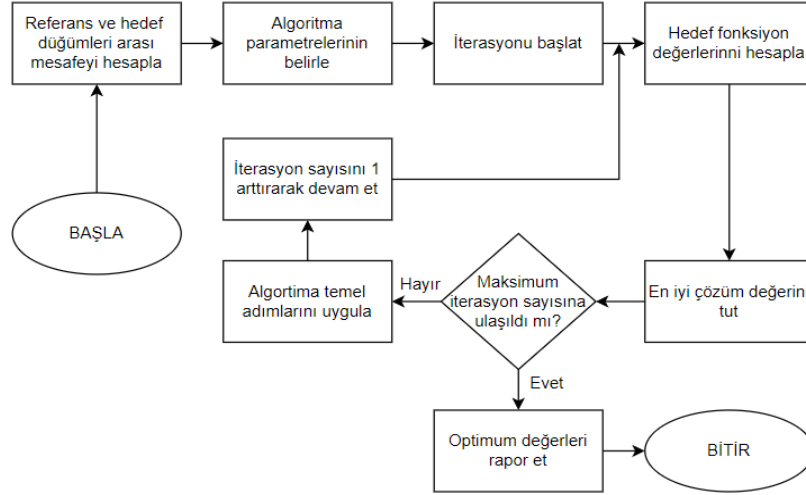 Referans ve hedef
düğümleri arası
mesafeyi hesapla
Algoritma
parametrelerinin
belirle
İterasyonu başlat
Hedef fonksiyon
değerlerinni hesapla
İterasyon sayısını 1
arttırarak devam et
BAŞLA
Algortima temel
adımlarını uygula
Hayır
Maksimum
iterasyon sayısına
ulaşıldı mı?
En iyi çözüm değerin
tut
Evet
Optimum değerleri
rapor et
BİTİR